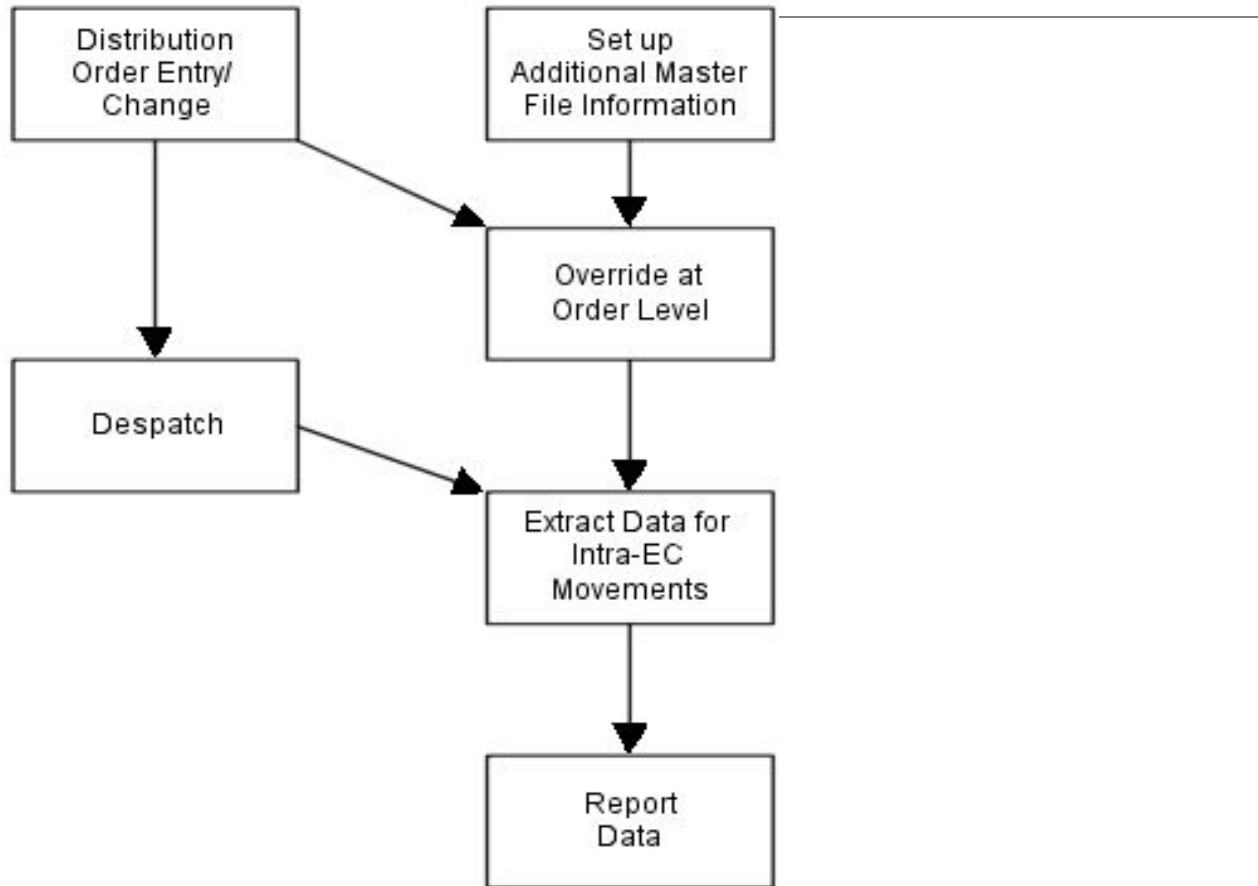 Distribution
Order Entry/
Change
Set up
Additional Master
File Information
Override at
Order Level
Despatch
Extract Data for
Intra-EC
Movements
Report
Data